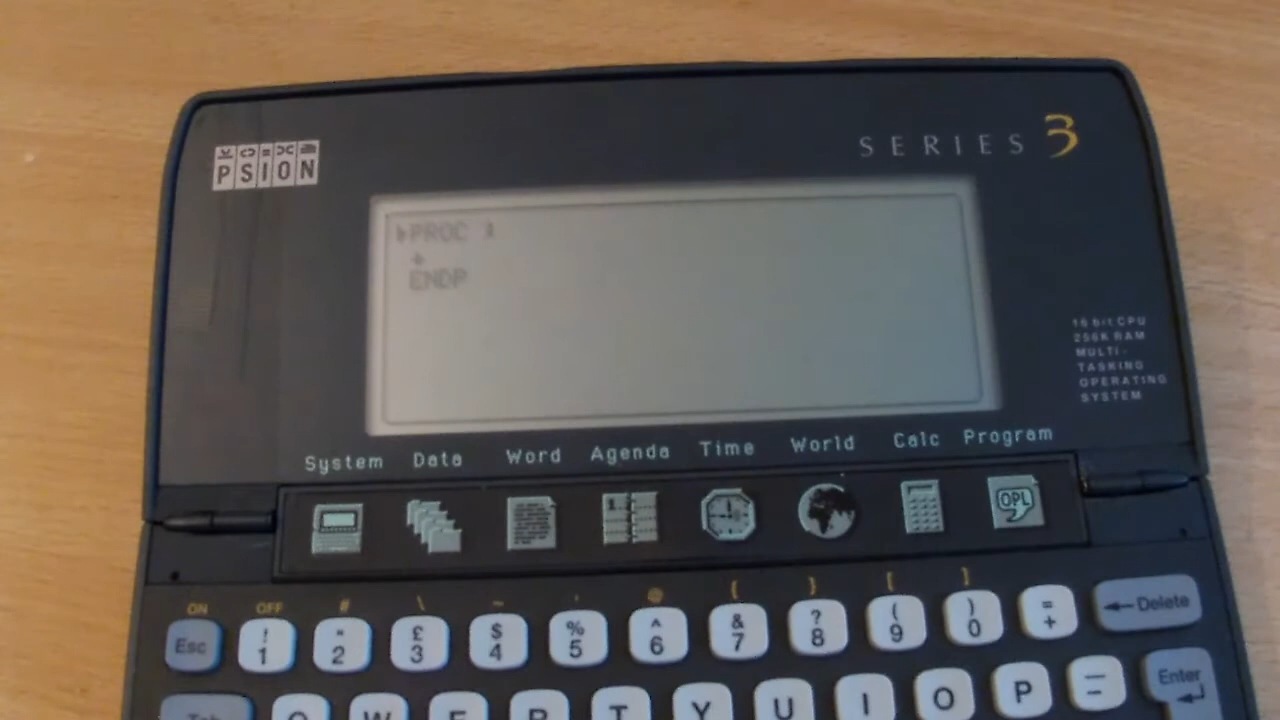 PSION
SERIES 3
PROC
ENDP
16 bit CPU
256K RAM
MULTI-
TASKING
OPERATING
SYSTEM
System Data Word Agenda Time World Calc Program
OPL
ON OFF # \ ~ ' @ { } [ ]
Esc ! 1 " 2 £ 3 $ 4 % 5 ^ 6 & 7 ? 8 ( 9 ) 0 = + ← Delete
Tab Q W E R T Y U I O P Enter